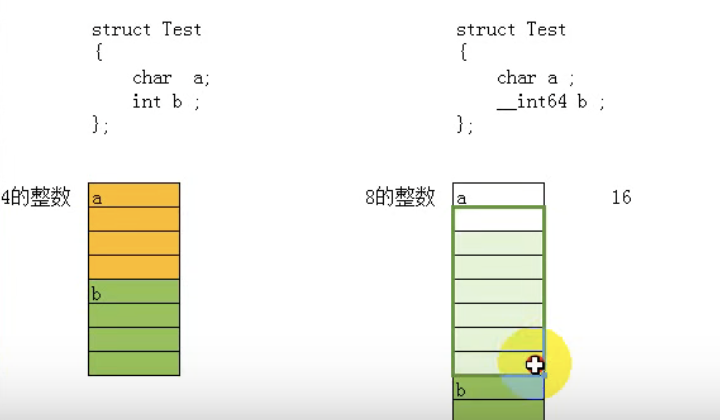 struct Test
{
char a;
int b ;
};
4的整数
a
b
struct Test
{
char a ;
__int64 b ;
};
8的整数
a
16
b